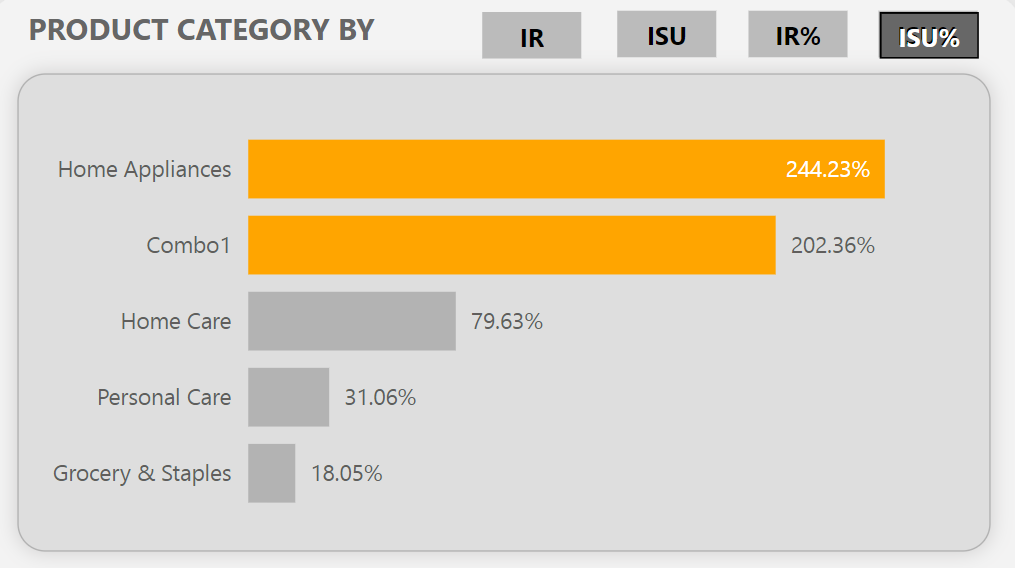 PRODUCT CATEGORY BY
IR
ISU
IR%
ISU%
Home Appliances 244.23%
Combo1 202.36%
Home Care 79.63%
Personal Care 31.06%
Grocery & Staples 18.05%